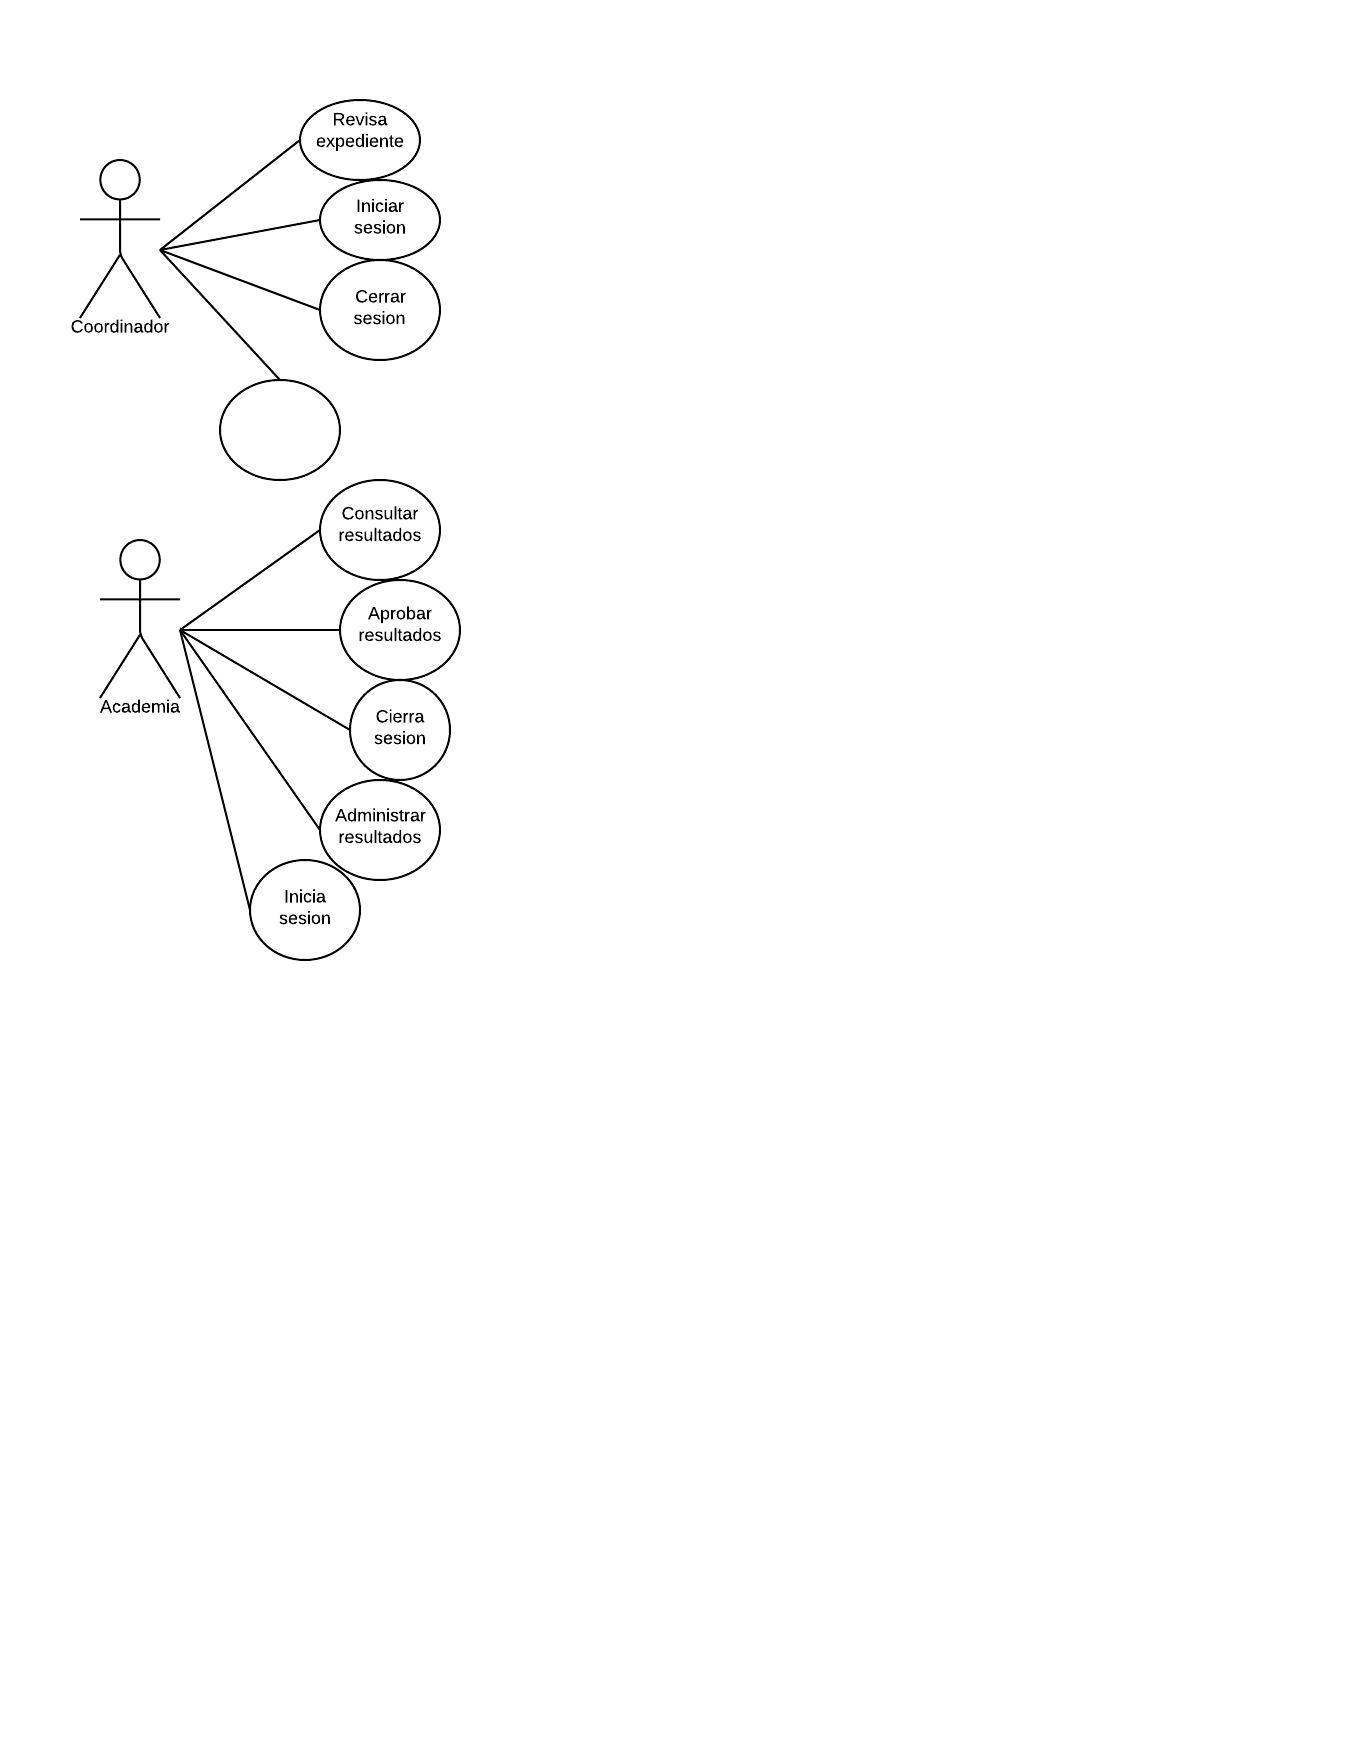 Revisa
expediente
Iniciar
sesion
Cerrar
sesion
Coordinador
Consultar
resultados
Aprobar
resultados
Academia
Cierra
sesion
Administrar
resultados
Inicia
sesion